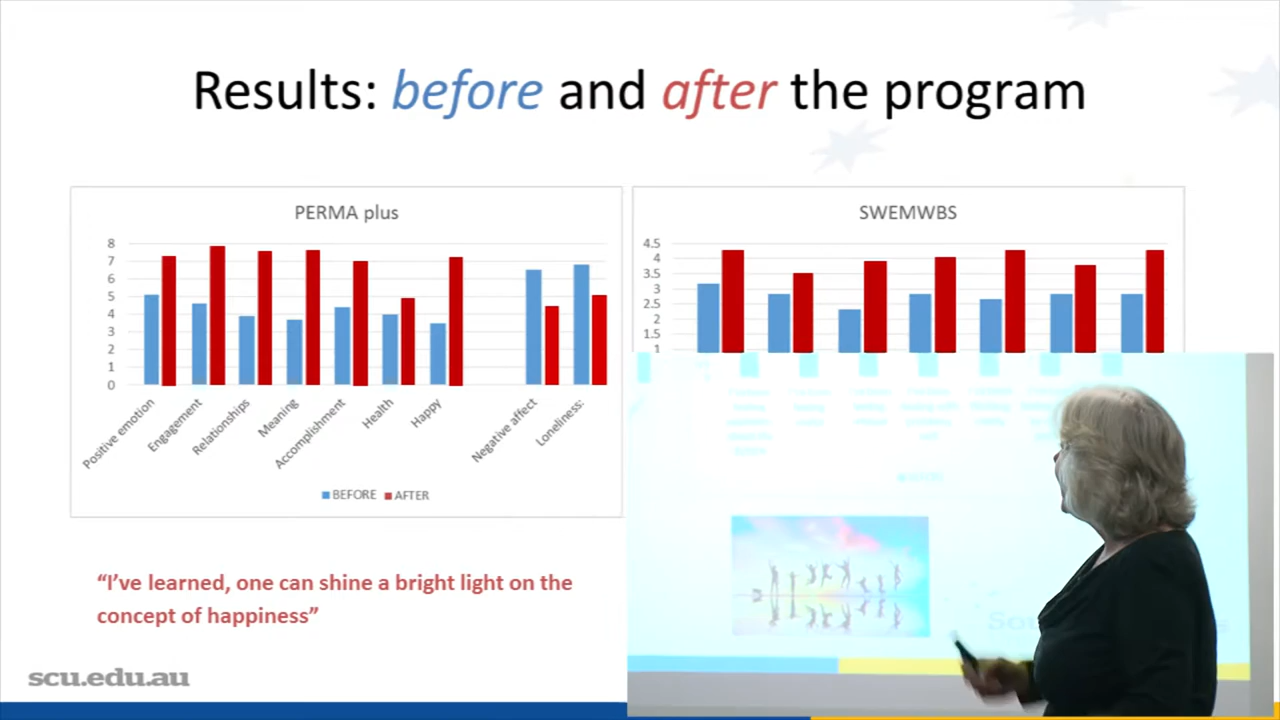 Results: before and after the program
PERMA plus
8
7
6
5
4
3
2
1
0
Positive emotion
Engagement
Relationships
Meaning
Accomplishment
Health
Happy
Negative affect
Loneliness:
BEFORE AFTER
SWEMWBS
4.5
4
3.5
3
2.5
2
1.5
1
“I’ve learned, one can shine a bright light on the
concept of happiness”
scu.edu.au